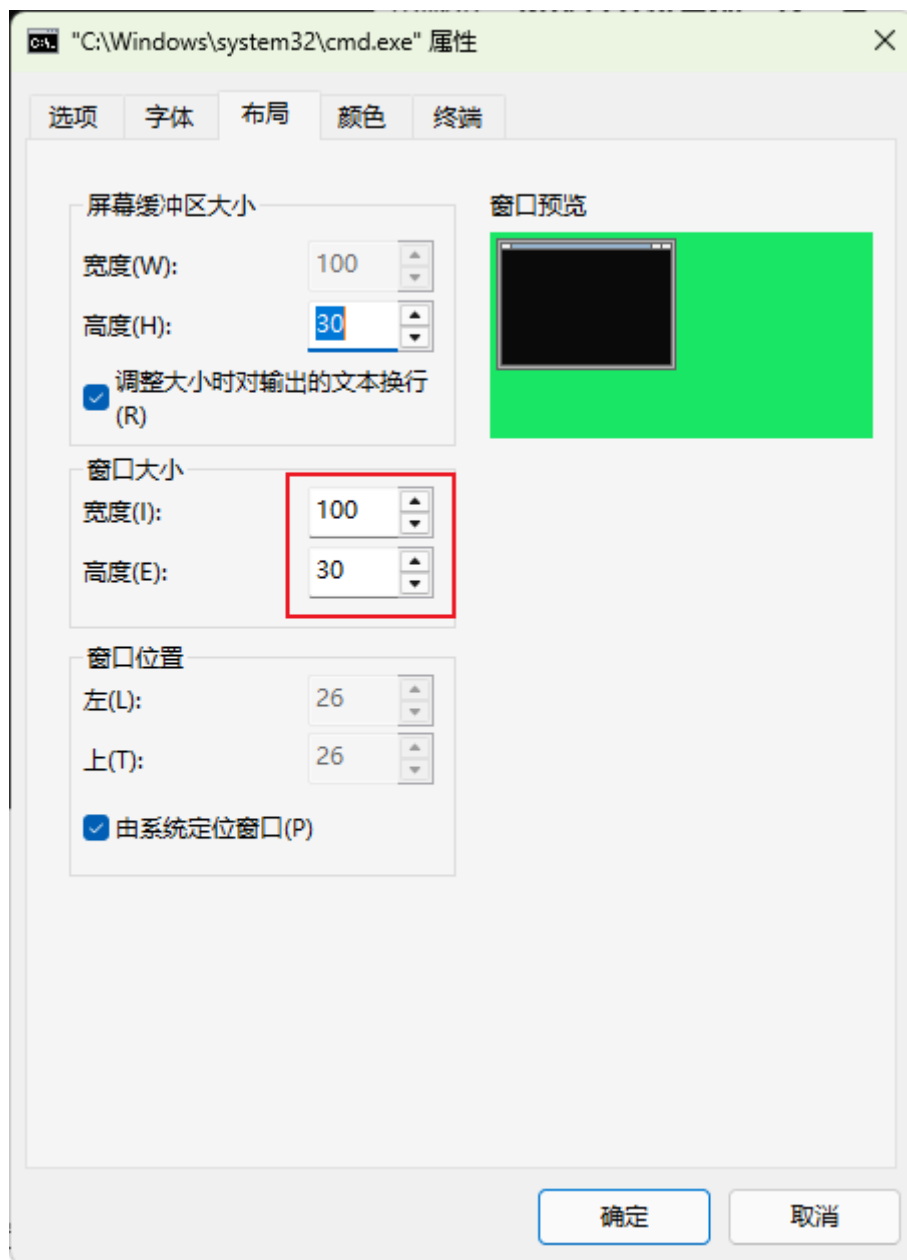 "C:\Windows\system32\cmd.exe" 属性
选项 字体 布局 颜色 终端
屏幕缓冲区大小
宽度(W): 100
高度(H): 30
调整大小时对输出的文本换行
(R)
窗口大小
宽度(I): 100
高度(E): 30
窗口位置
左(L): 26
上(T): 26
由系统定位窗口(P)
窗口预览
确定 取消